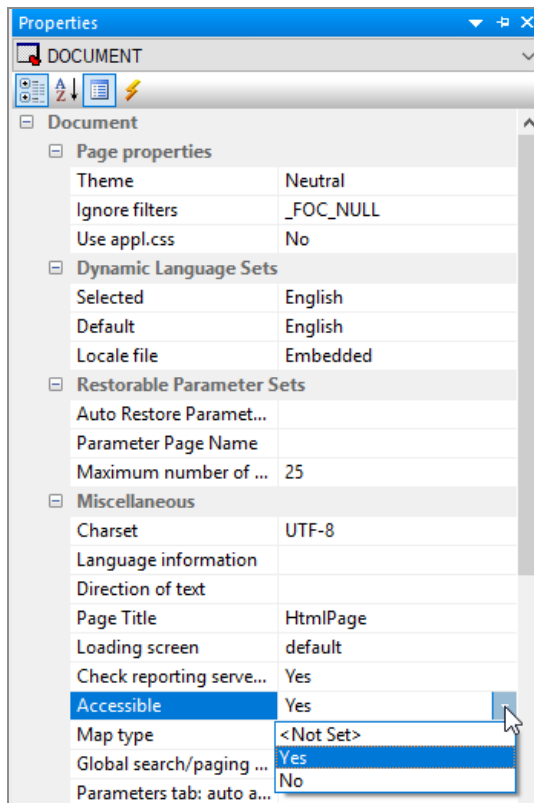 Properties
DOCUMENT
Document
Page properties
Theme Neutral
Ignore filters _FOC_NULL
Use appl.css No
Dynamic Language Sets
Selected English
Default English
Locale file Embedded
Restorable Parameter Sets
Auto Restore Paramet...
Parameter Page Name
Maximum number of ... 25
Miscellaneous
Charset UTF-8
Language information
Direction of text
Page Title HtmlPage
Loading screen default
Check reporting serve... Yes
Accessible Yes
Map type <Not Set>
Global search/paging ... Yes
Parameters tab: auto a... No